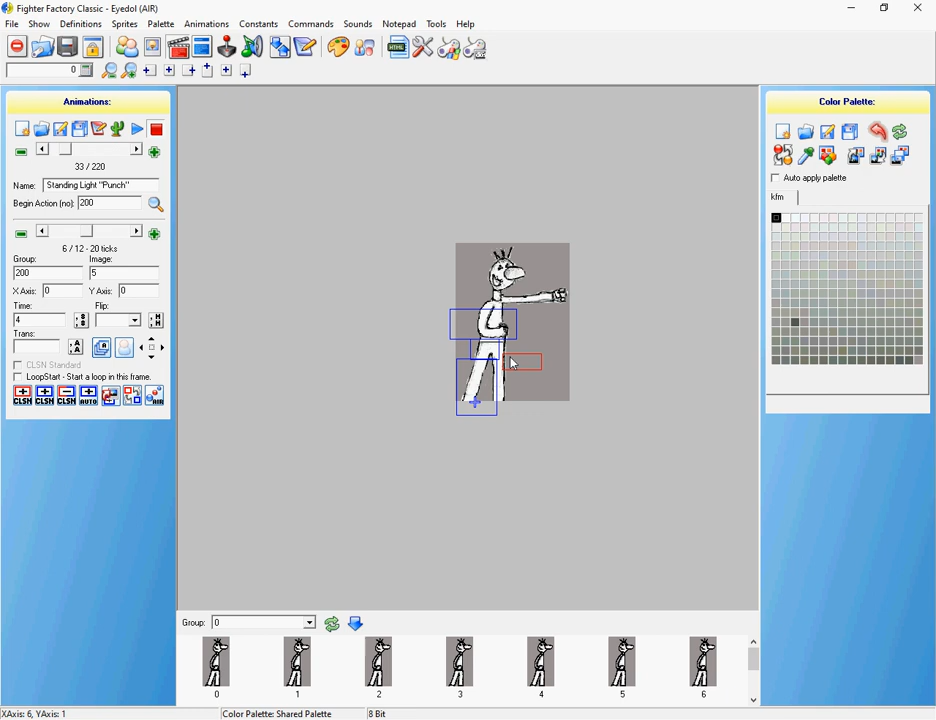 Fighter Factory Classic - Eyedol (AIR)
File Show Definitions Sprites Palette Animations Constants Commands Sounds Notepad Tools Help
HTML
0
Animations:
33 / 220
Name: Standing Light "Punch"
Begin Action (no): 200
6 / 12 - 20 ticks
Group: Image:
200 5
X Axis: 0 Y Axis: 0
Time: Flip:
4
Trans:
CLSN Standard
LoopStart - Start a loop in this frame.
CLSN CLSN CLSN AUTO AIR
Color Palette:
Auto apply palette
kfm
Group: 0
0 1 2 3 4 5 6
XAxis: 6, YAxis: 1 Color Palette: Shared Palette 8 Bit